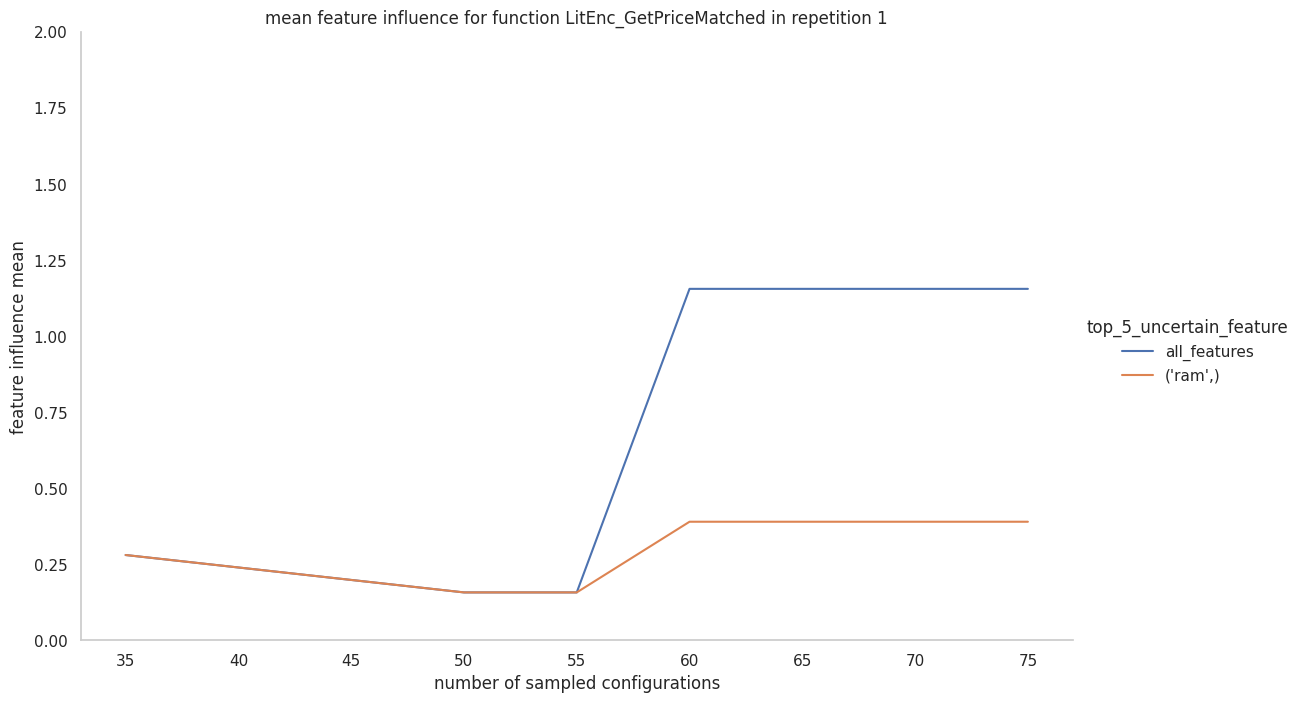 mean feature influence for function LitEnc_GetPriceMatched in repetition 1
2.00
1.75
1.50
1.25
1.00
0.75
0.50
0.25
0.00
feature influence mean
35 40 45 50 55 60 65 70 75
number of sampled configurations
top_5_uncertain_feature
all_features
('ram',)